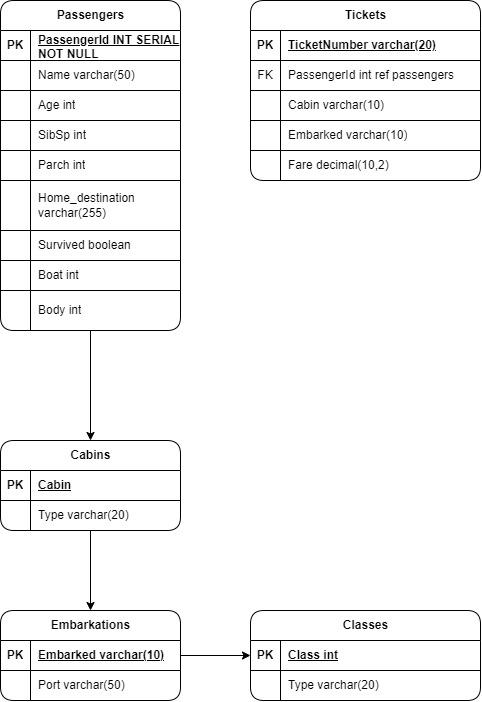 Passengers
PK PassengerId INT SERIAL
NOT NULL
Name varchar(50)
Age int
SibSp int
Parch int
Home_destination
varchar(255)
Survived boolean
Boat int
Body int
Tickets
PK TicketNumber varchar(20)
FK PassengerId int ref passengers
Cabin varchar(10)
Embarked varchar(10)
Fare decimal(10,2)
Cabins
PK Cabin
Type varchar(20)
Embarkations
PK Embarked varchar(10)
Port varchar(50)
Classes
PK Class int
Type varchar(20)